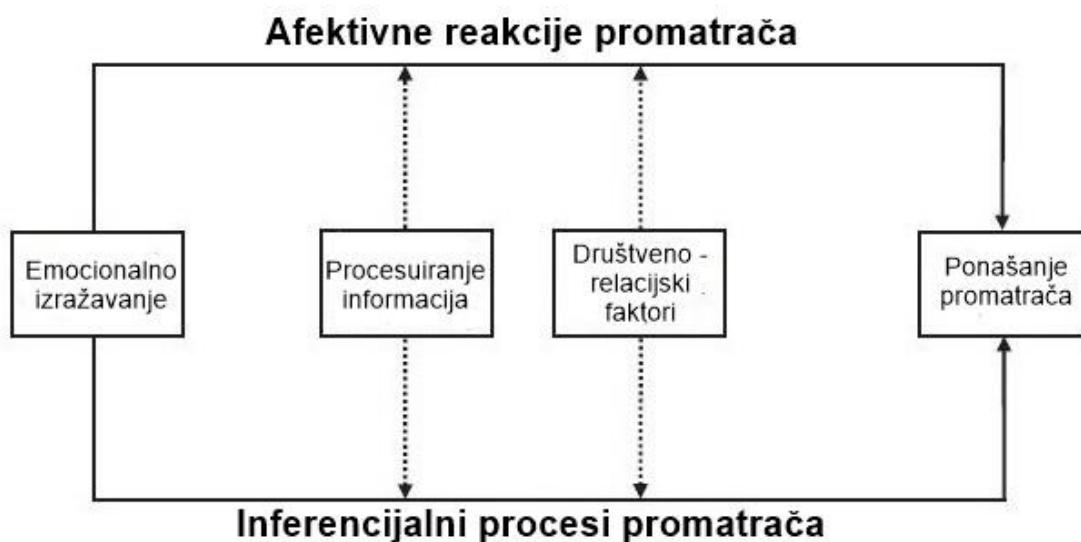 Afektivne reakcije promatrača
Emocionalno
izražavanje
Procesuiranje
informacija
Društveno -
relacijski
faktori
Ponašanje
promatrača
Inferencijalni procesi promatrača